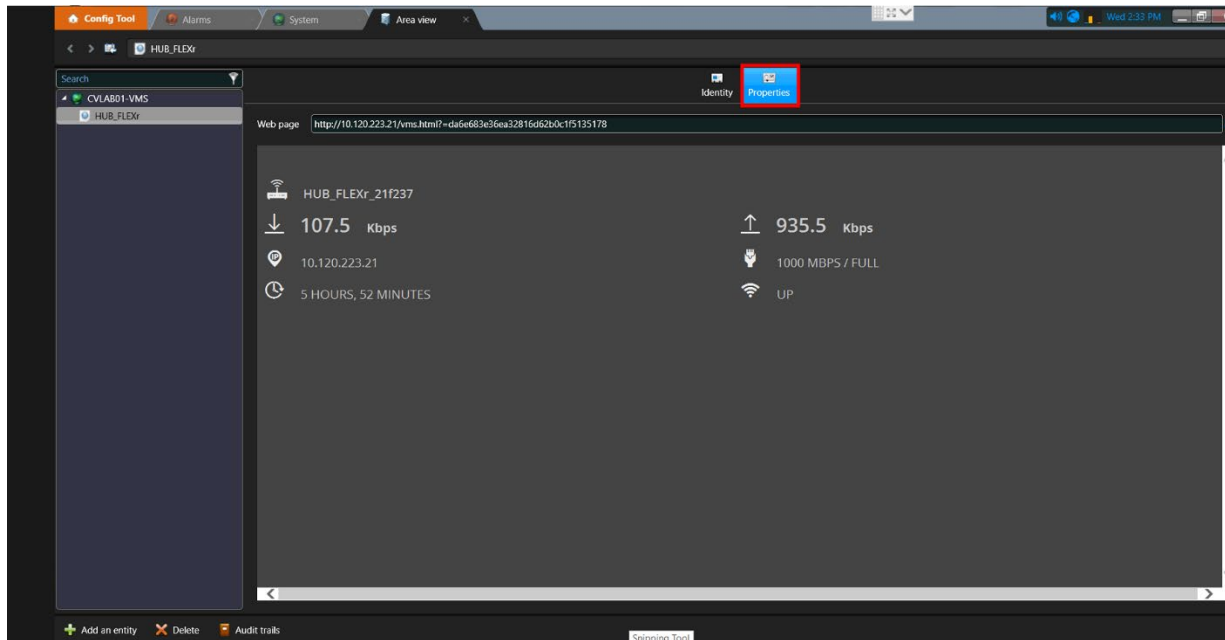 Config Tool Alarms System Area view Wed 2:33 PM
HUB_FLEXr
Search
CVLAB01-VMS
HUB_FLEXr
Identity Properties
Web page http://10.120.223.21/vms.html?=da6e683e36ea32816d62b0c1f5135178
HUB_FLEXr_21f237
107.5 Kbps 935.5 Kbps
IP
10.120.223.21 1000 MBPS / FULL
5 HOURS, 52 MINUTES UP
Add an entity Delete Audit trails
Spinning Tool